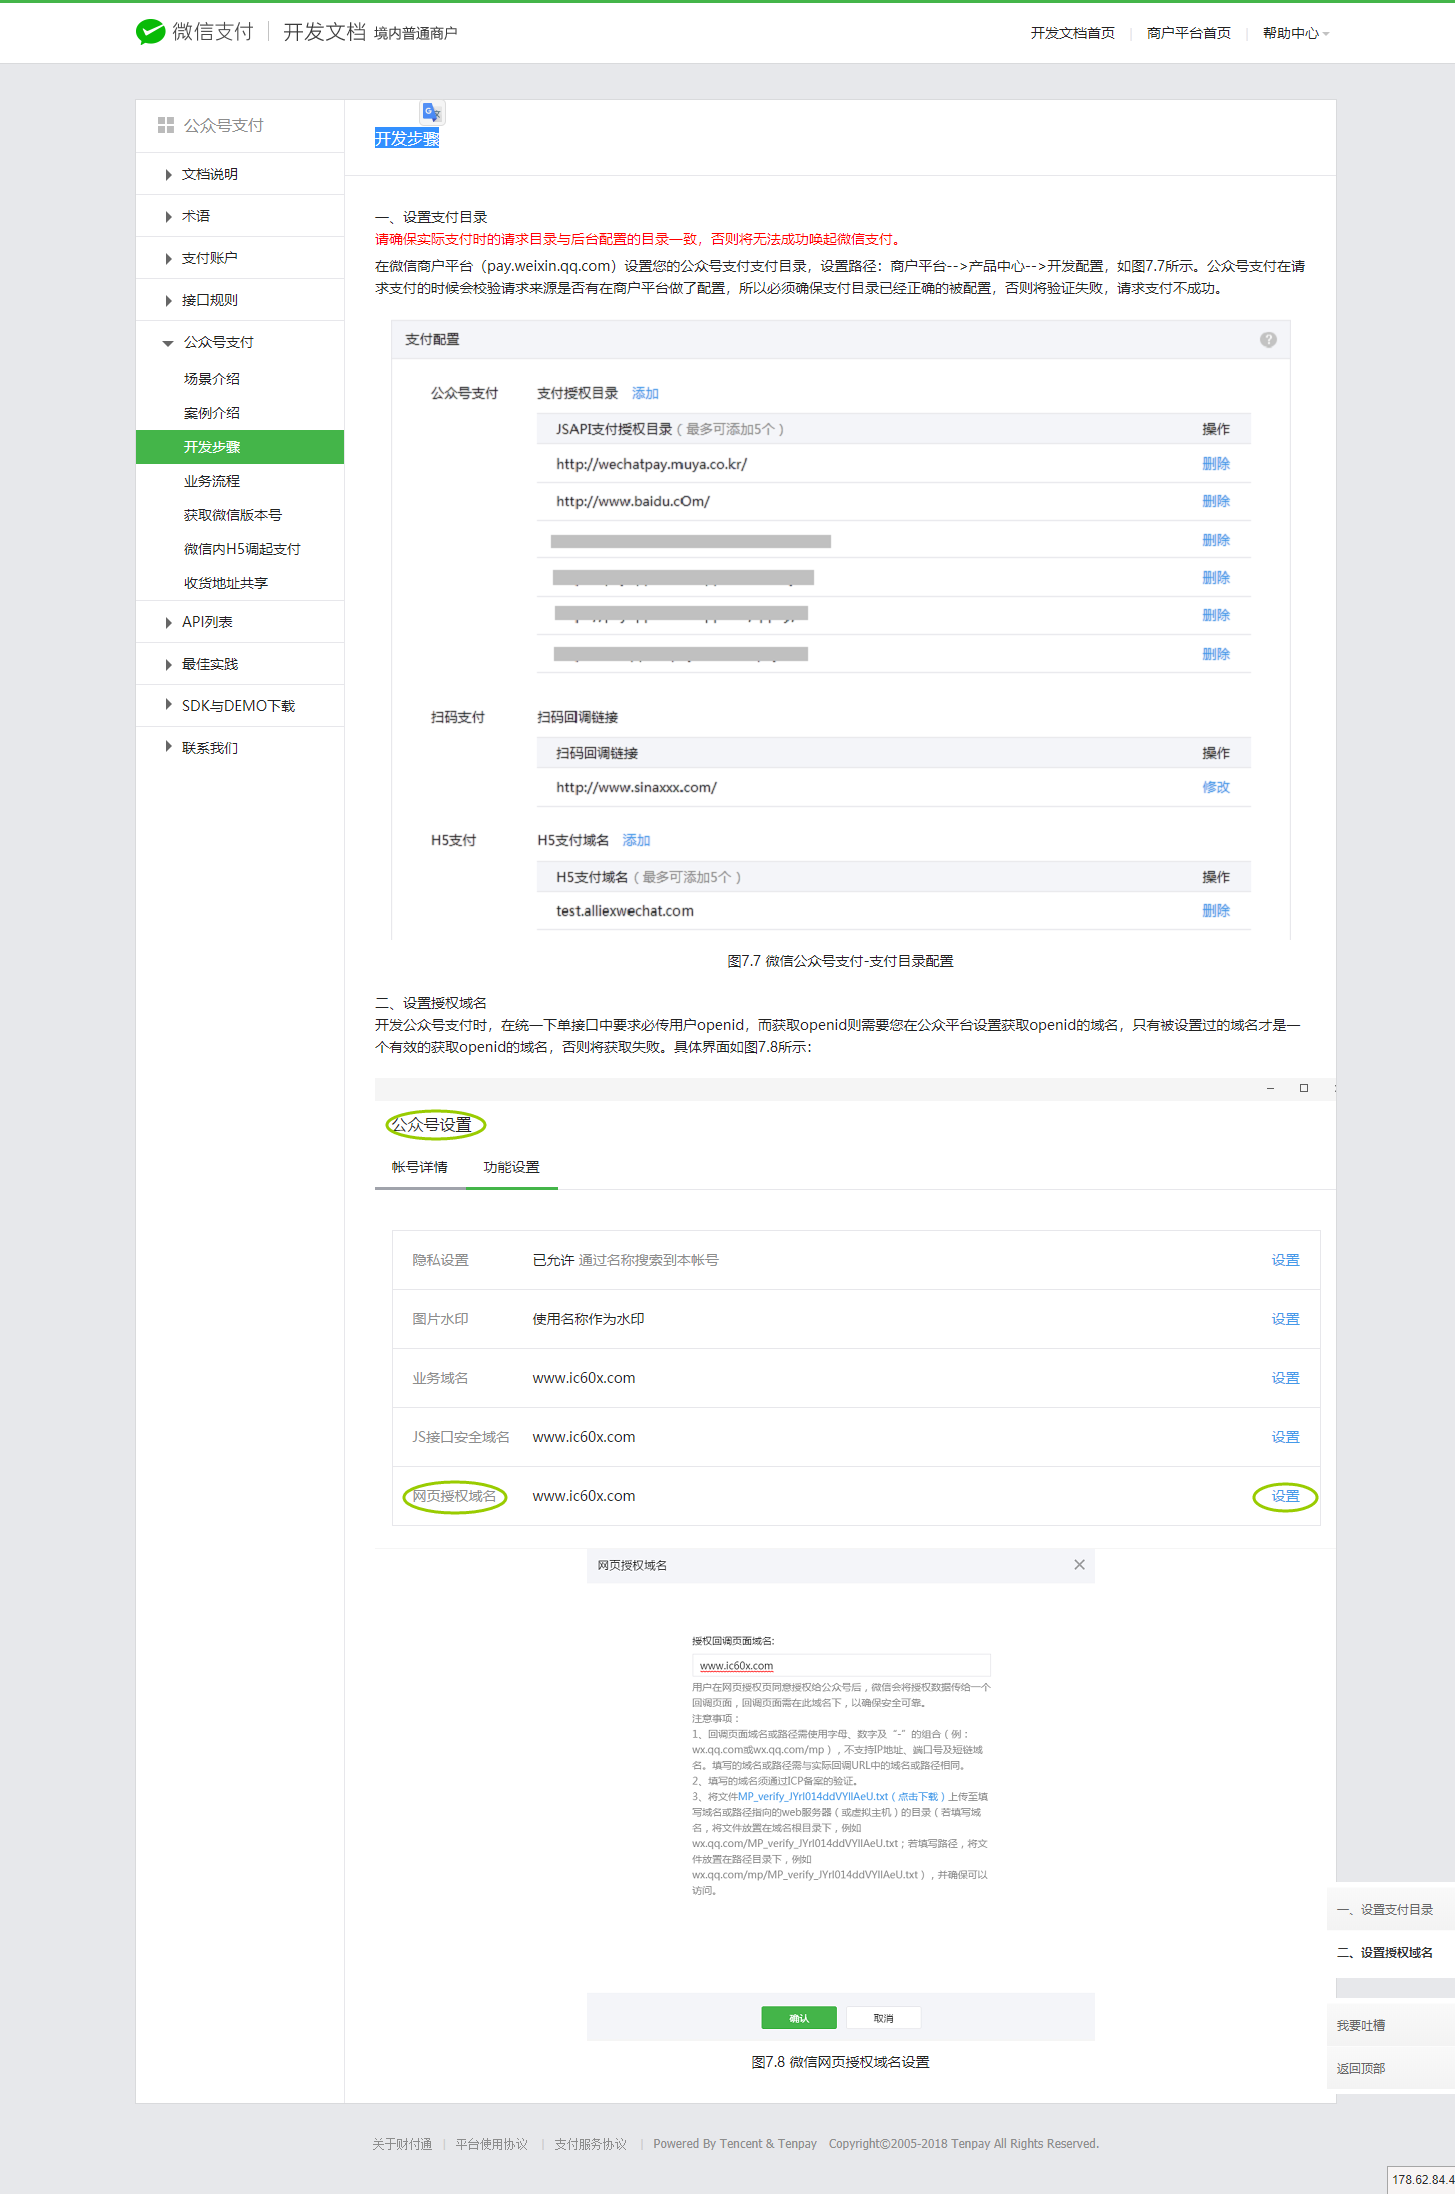 微信支付 开发文档 境内普通商户
开发文档首页 商户平台首页 帮助中心
公众号支付
文档说明
术语
支付账户
接口规则
公众号支付
场景介绍
案例介绍
开发步骤
业务流程
获取微信版本号
微信内H5调起支付
收货地址共享
API列表
最佳实践
SDK与DEMO下载
联系我们
开发步骤
一、设置支付目录
请确保实际支付时的请求目录与后台配置的目录一致，否则将无法成功唤起微信支付。
在微信商户平台（pay.weixin.qq.com）设置您的公众号支付支付目录，设置路径：商户平台-->产品中心-->开发配置，如图7.7所示。公众号支付在请
求支付的时候会校验请求来源是否有在商户平台做了配置，所以必须确保支付目录已经正确的被配置，否则将验证失败，请求支付不成功。
支付配置 ?
公众号支付 支付授权目录 添加
JSAPI支付授权目录（最多可添加5个） 操作
http://wechatpay.muya.co.kr/ 删除
http://www.baidu.cOm/ 删除
删除
删除
删除
删除
扫码支付 扫码回调链接
扫码回调链接 操作
http://www.sinaxxx.com/ 修改
H5支付 H5支付域名 添加
H5支付域名（最多可添加5个） 操作
test.alliexwechat.com 删除
图7.7 微信公众号支付-支付目录配置
二、设置授权域名
开发公众号支付时，在统一下单接口中要求必传用户openid，而获取openid则需要您在公众平台设置获取openid的域名，只有被设置过的域名才是一
个有效的获取openid的域名，否则将获取失败。具体界面如图7.8所示：
公众号设置
帐号详情 功能设置
隐私设置 已允许 通过名称搜索到本帐号 设置
图片水印 使用名称作为水印 设置
业务域名 www.ic60x.com 设置
JS接口安全域名 www.ic60x.com 设置
网页授权域名 www.ic60x.com 设置
网页授权域名
授权回调页面域名:
www.ic60x.com
用户在网页授权页同意授权给公众号后，微信会将授权数据传给一个
回调页面，回调页面需在此域名下，以确保安全可靠。
注意事项：
1、回调页面域名或路径需使用字母、数字及“-”的组合（例：
wx.qq.com或wx.qq.com/mp），不支持IP地址、端口号及短链域
名。填写的域名或路径需与实际回调URL中的域名或路径相同。
2、填写的域名须通过ICP备案的验证。
3、将文件MP_verify_JYrI014ddVYIlAeU.txt（点击下载）上传至填
写域名或路径指向的web服务器（或虚拟主机）的目录（若填写域
名，将文件放置在域名根目录下，例如
wx.qq.com/MP_verify_JYrI014ddVYIlAeU.txt；若填写路径，将文
件放置在路径目录下，例如
wx.qq.com/mp/MP_verify_JYrI014ddVYIlAeU.txt），并确保可以
访问。
确认 取消
图7.8 微信网页授权域名设置
一、设置支付目录
二、设置授权域名
我要吐槽
返回顶部
关于财付通 平台使用协议 支付服务协议 Powered By Tencent & Tenpay Copyright©2005-2018 Tenpay All Rights Reserved.
178.62.84.4